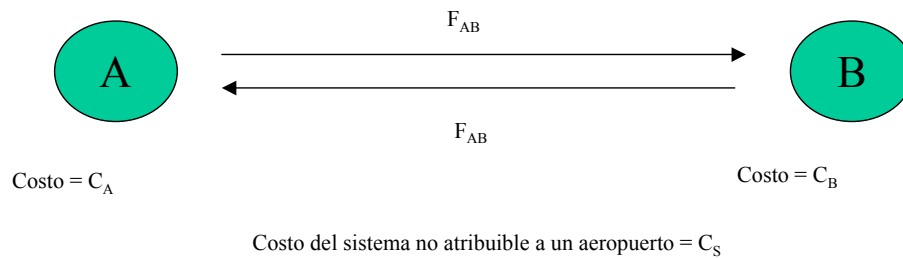 F_AB
A
B
F_AB
Costo = C_A
Costo = C_B
Costo del sistema no atribuible a un aeropuerto = C_S